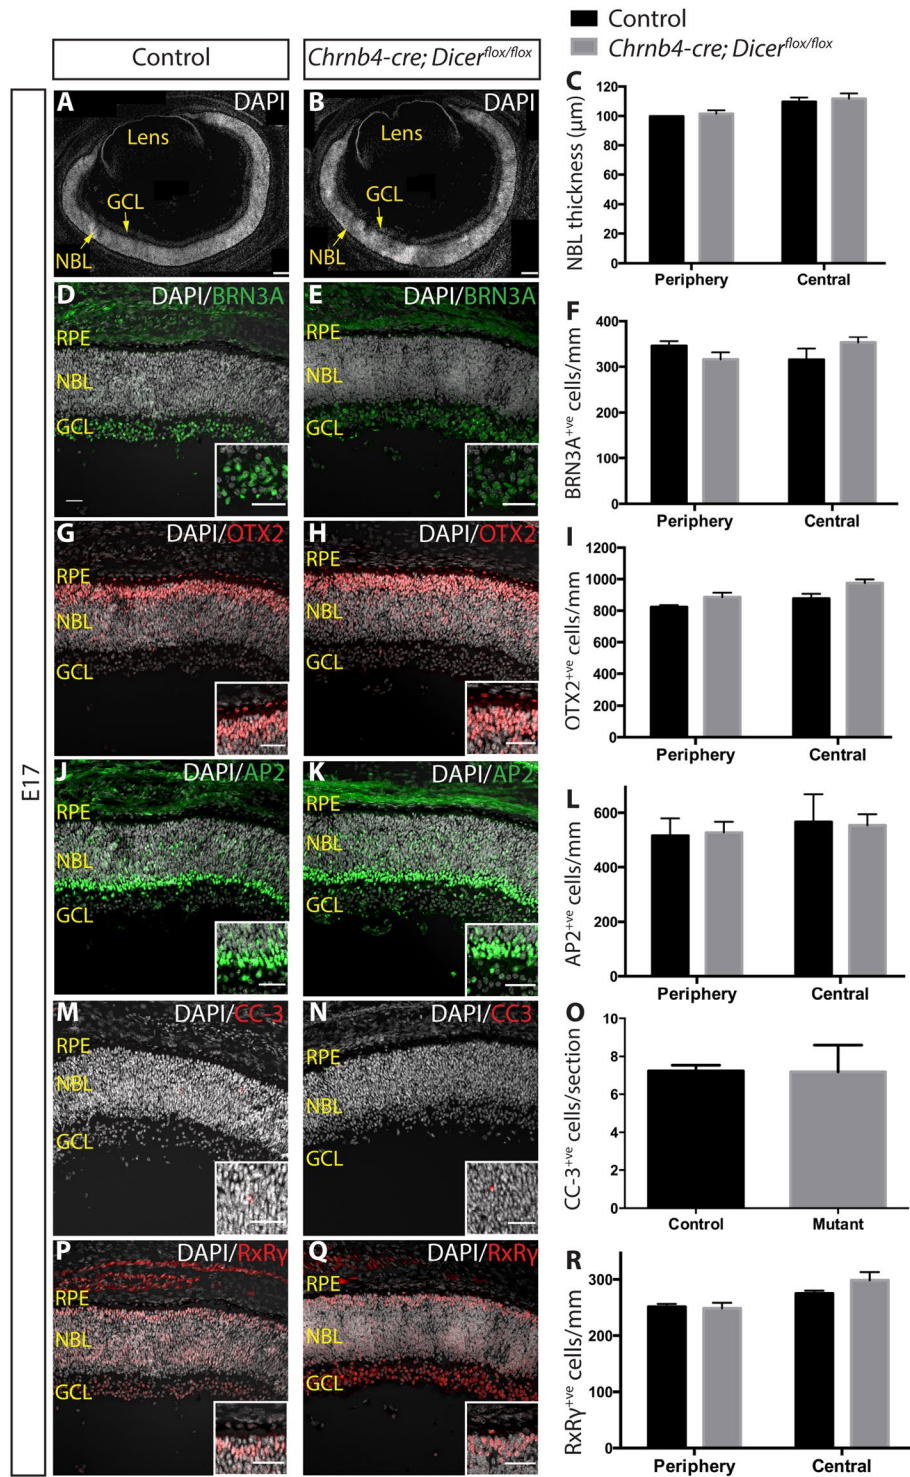 Control
Chrnb4-cre; Dicerflox/flox
Control
Chrnb4-cre; Dicerflox/flox
E17
A
DAPI
Lens
GCL
NBL
B
DAPI
Lens
GCL
NBL
C
NBL thickness (μm)
120
100
80
60
40
20
0
Periphery
Central
D
DAPI/BRN3A
RPE
NBL
GCL
E
DAPI/BRN3A
RPE
NBL
GCL
F
BRN3A+ve cells/mm
400
300
200
100
0
Periphery
Central
G
DAPI/OTX2
RPE
NBL
GCL
H
DAPI/OTX2
RPE
NBL
GCL
I
OTX2+ve cells/mm
1200
1000
800
600
400
200
0
Periphery
Central
J
DAPI/AP2
RPE
NBL
GCL
K
DAPI/AP2
RPE
NBL
GCL
L
AP2+ve cells/mm
600
400
200
0
Periphery
Central
M
DAPI/CC-3
RPE
NBL
GCL
N
DAPI/CC3
RPE
NBL
GCL
O
CC-3+ve cells/section
10
8
6
4
2
0
Control
Mutant
P
DAPI/RxRγ
RPE
NBL
GCL
Q
DAPI/RxRγ
RPE
NBL
GCL
R
RxRγ+ve cells/mm
300
200
100
0
Periphery
Central